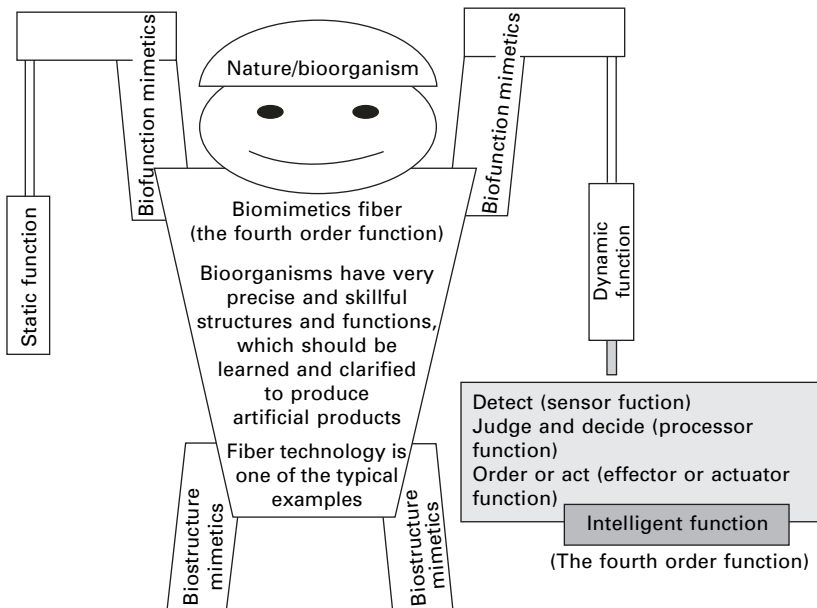 Nature/bioorganism
Biofunction mimetics
Biofunction mimetics
Static function
Dynamic
function
Biomimetics fiber
(the fourth order function)
Bioorganisms have very
precise and skillful
structures and functions,
which should be
learned and clarified
to produce
artificial products
Fiber technology is
one of the typical
examples
Biostructure
mimetics
Biostructure
mimetics
Detect (sensor fuction)
Judge and decide (processor
function)
Order or act (effector or actuator
function)
Intelligent function
(The fourth order function)